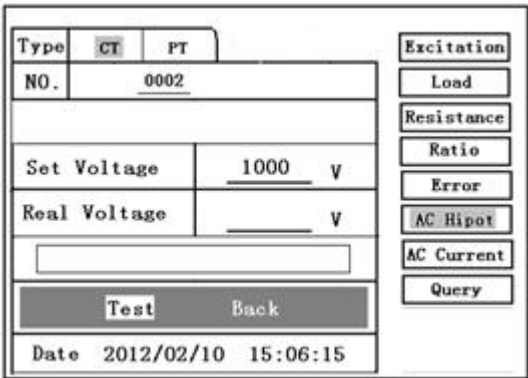 Type CT PT
NO. 0002
Set Voltage 1000 V
Real Voltage V
Test Back
Date 2012/02/10 15:06:15
Excitation
Load
Resistance
Ratio
Error
AC Hipot
AC Current
Query